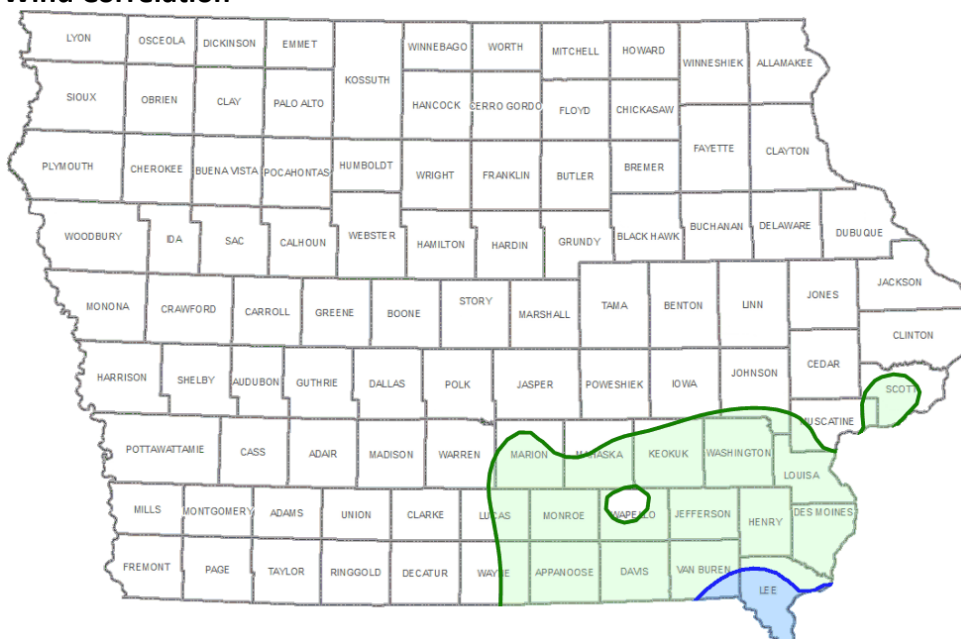 Wind Correlation
LYON
OSCEOLA
DICKINSON
EMMET
KOSSUTH
WINNEBAGO
WORTH
MITCHELL
HOWARD
WINNESHIEK
ALLAMAKEE
SIOUX
OBRIEN
CLAY
PALO ALTO
HANCOCK
CERRO GORDO
FLOYD
CHICKASAW
PLYMOUTH
CHEROKEE
BUENA VISTA
POCAHONTAS
HUMBOLDT
WRIGHT
FRANKLIN
BUTLER
BREMER
FAYETTE
CLAYTON
WOODBURY
IDA
SAC
CALHOUN
WEBSTER
HAMILTON
HARDIN
GRUNDY
BLACK HAWK
BUCHANAN
DELAWARE
DUBUQUE
MONONA
CRAWFORD
CARROLL
GREENE
BOONE
STORY
MARSHALL
TAMA
BENTON
LINN
JONES
JACKSON
CLINTON
HARRISON
SHELBY
AUDUBON
GUTHRIE
DALLAS
POLK
JASPER
POWESHIEK
IOWA
JOHNSON
CEDAR
SCOTT
MUSCATINE
POTTAWATTAMIE
CASS
ADAIR
MADISON
WARREN
MARION
MAHASKA
KEOKUK
WASHINGTON
LOUISA
MILLS
MONTGOMERY
ADAMS
UNION
CLARKE
LUCAS
MONROE
WAPELLO
JEFFERSON
HENRY
DES MOINES
FREMONT
PAGE
TAYLOR
RINGGOLD
DECATUR
WAYNE
APPANOOSE
DAVIS
VAN BUREN
LEE